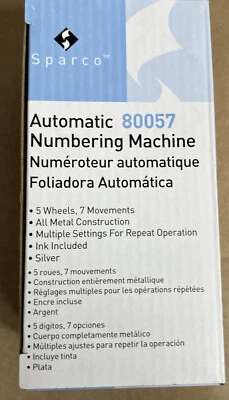 Sparco™
Automatic 80057
Numbering Machine
Numéroteur automatique
Foliadora Automática
• 5 Wheels, 7 Movements
• All Metal Construction
• Multiple Settings For Repeat Operation
• Ink Included
• Silver
• 5 roues, 7 mouvements
• Construction entièrement métallique
• Réglages multiples pour les opérations répétées
• Encre incluse
• Argent
• 5 digitos, 7 opciones
• Cuerpo completamente metálico
• Múltiples ajustes para repetir la operación
• Incluye tinta
• Plata